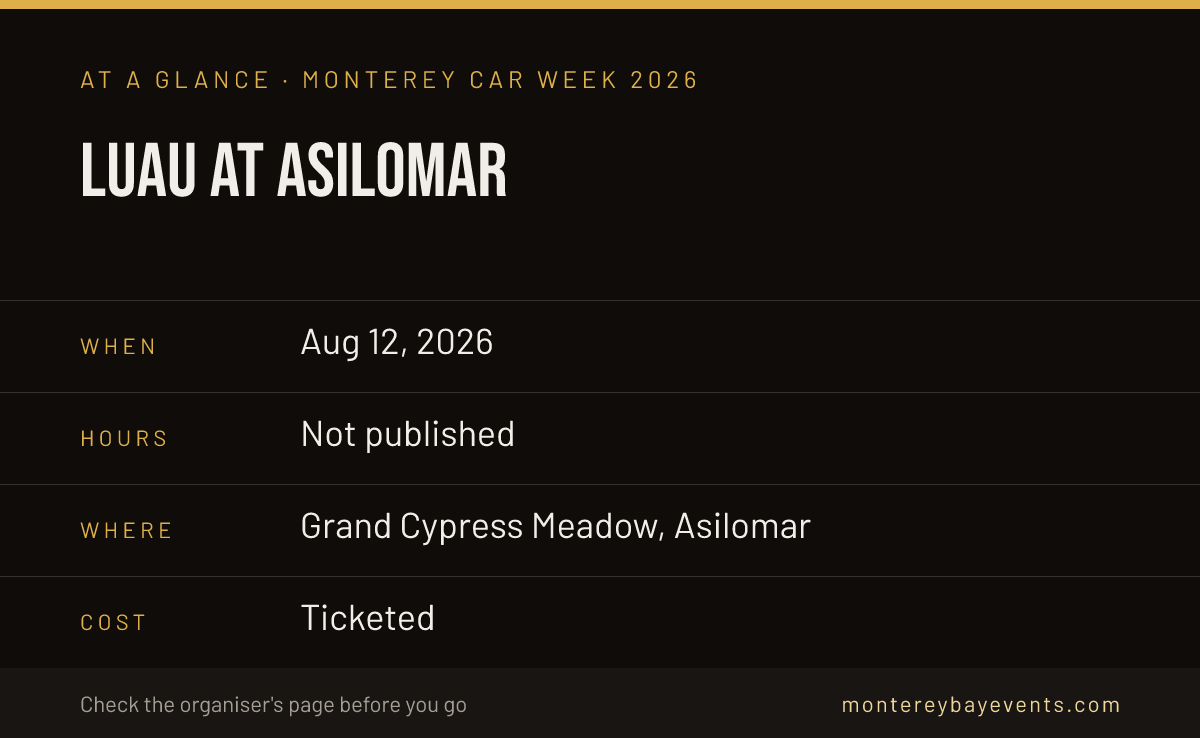 AT A GLANCE · MONTEREY CAR WEEK 2026
LUAU AT ASILOMAR
WHEN Aug 12, 2026
HOURS Not published
WHERE Grand Cypress Meadow, Asilomar
COST Ticketed
Check the organiser's page before you go montereybayevents.com